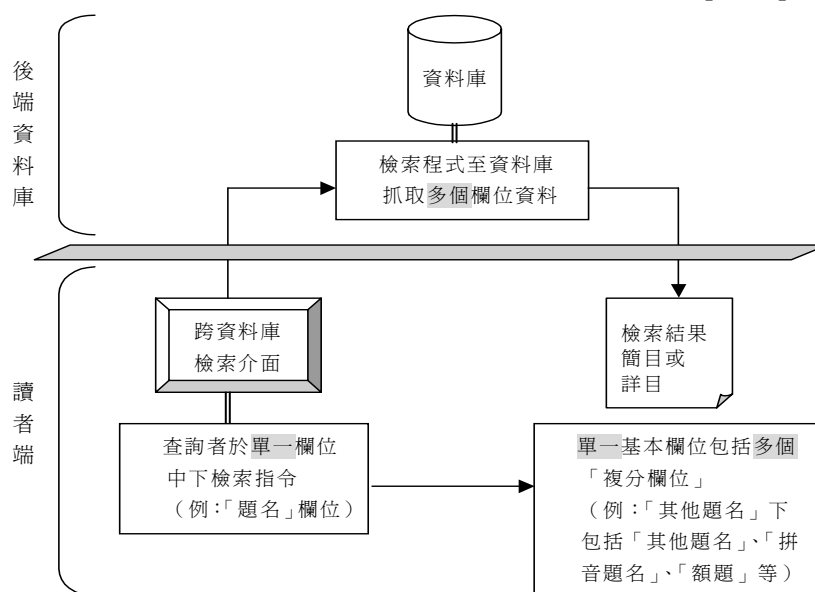 後
端
資
料
庫
資料庫
檢索程式至資料庫
抓取多個欄位資料
讀
者
端
跨資料庫
檢索介面
檢索結果
簡目或
詳目
查詢者於單一欄位
中下檢索指令
（例：「題名」欄位）
單一基本欄位包括多個
「複分欄位」
（例：「其他題名」下
包括「其他題名」、「拼
音題名」、「額題」等）